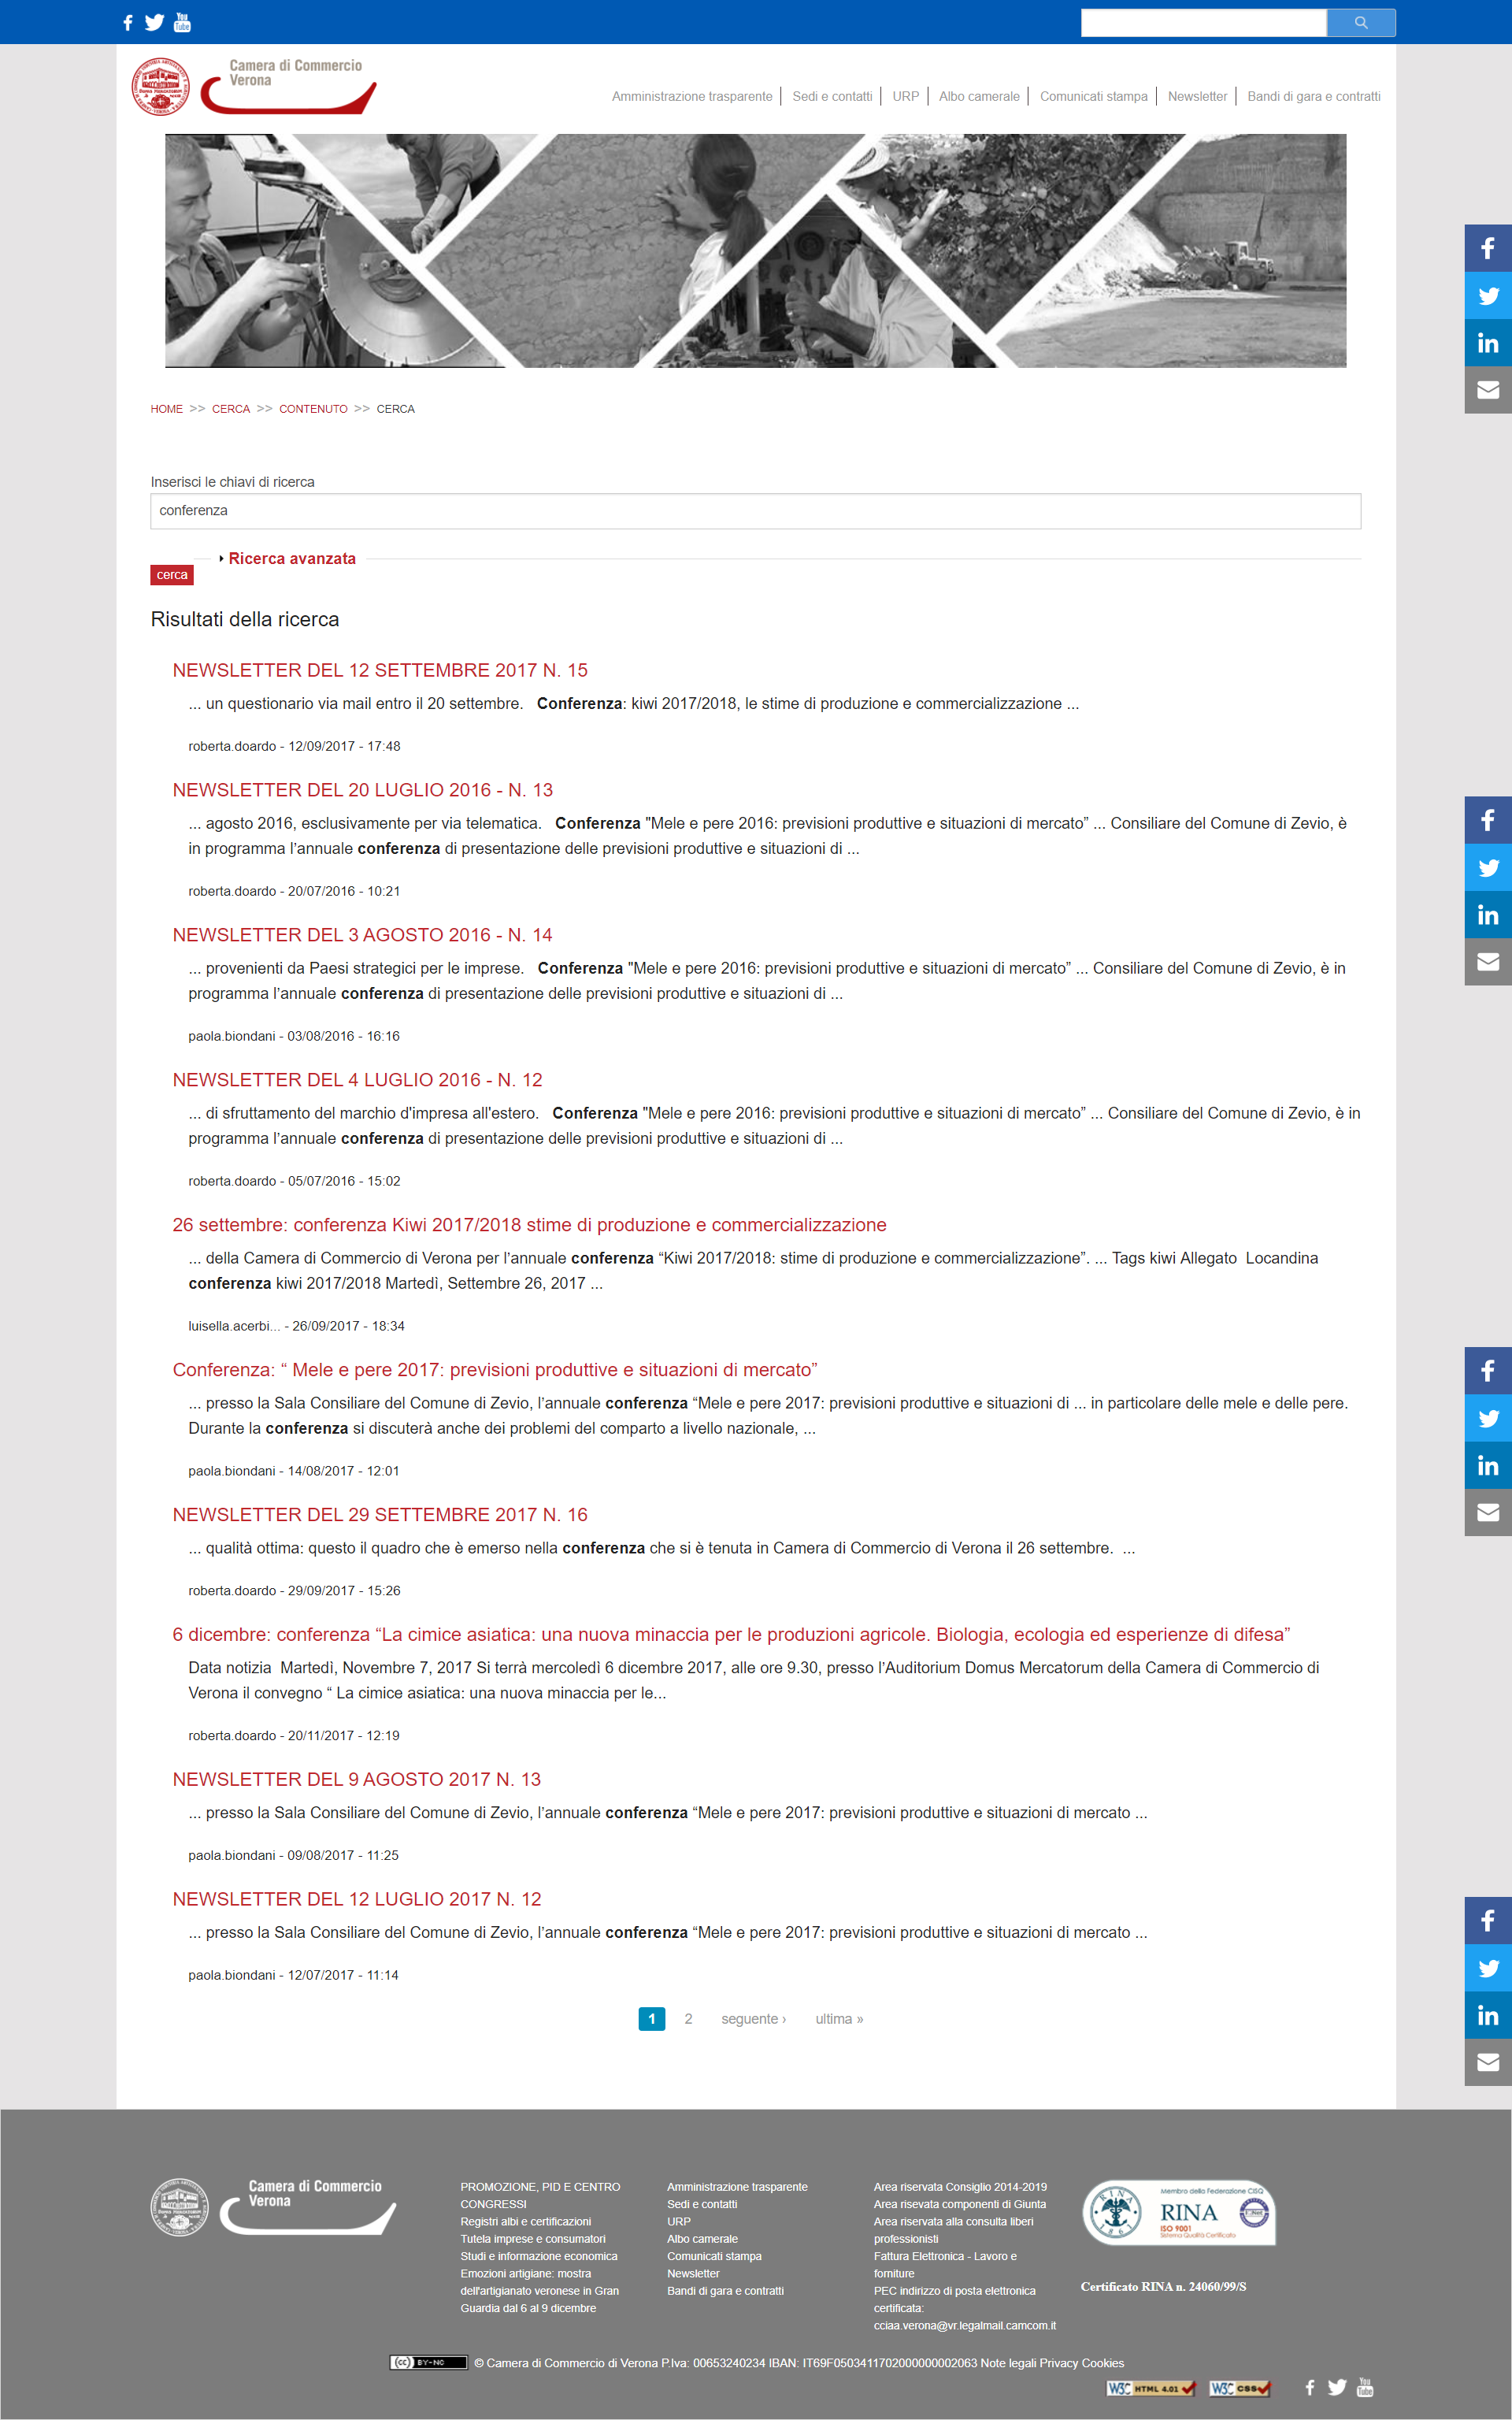 Camera di Commercio
Verona
Amministrazione trasparente
Sedi e contatti
URP
Albo camerale
Comunicati stampa
Newsletter
Bandi di gara e contratti
HOME >> CERCA >> CONTENUTO >> CERCA
Inserisci le chiavi di ricerca
conferenza
Ricerca avanzata
cerca
Risultati della ricerca
NEWSLETTER DEL 12 SETTEMBRE 2017 N. 15
... un questionario via mail entro il 20 settembre.   Conferenza: kiwi 2017/2018, le stime di produzione e commercializzazione ...
roberta.doardo - 12/09/2017 - 17:48
NEWSLETTER DEL 20 LUGLIO 2016 - N. 13
... agosto 2016, esclusivamente per via telematica.   Conferenza "Mele e pere 2016: previsioni produttive e situazioni di mercato” ... Consiliare del Comune di Zevio, è
in programma l’annuale conferenza di presentazione delle previsioni produttive e situazioni di ...
roberta.doardo - 20/07/2016 - 10:21
NEWSLETTER DEL 3 AGOSTO 2016 - N. 14
... provenienti da Paesi strategici per le imprese.   Conferenza "Mele e pere 2016: previsioni produttive e situazioni di mercato” ... Consiliare del Comune di Zevio, è in
programma l’annuale conferenza di presentazione delle previsioni produttive e situazioni di ...
paola.biondani - 03/08/2016 - 16:16
NEWSLETTER DEL 4 LUGLIO 2016 - N. 12
... di sfruttamento del marchio d'impresa all'estero.   Conferenza "Mele e pere 2016: previsioni produttive e situazioni di mercato” ... Consiliare del Comune di Zevio, è in
programma l’annuale conferenza di presentazione delle previsioni produttive e situazioni di ...
roberta.doardo - 05/07/2016 - 15:02
26 settembre: conferenza Kiwi 2017/2018 stime di produzione e commercializzazione
... della Camera di Commercio di Verona per l’annuale conferenza “Kiwi 2017/2018: stime di produzione e commercializzazione”. ... Tags kiwi Allegato  Locandina
conferenza kiwi 2017/2018 Martedì, Settembre 26, 2017 ...
luisella.acerbi... - 26/09/2017 - 18:34
Conferenza: “ Mele e pere 2017: previsioni produttive e situazioni di mercato”
... presso la Sala Consiliare del Comune di Zevio, l’annuale conferenza “Mele e pere 2017: previsioni produttive e situazioni di ... in particolare delle mele e delle pere.
Durante la conferenza si discuterà anche dei problemi del comparto a livello nazionale, ...
paola.biondani - 14/08/2017 - 12:01
NEWSLETTER DEL 29 SETTEMBRE 2017 N. 16
... qualità ottima: questo il quadro che è emerso nella conferenza che si è tenuta in Camera di Commercio di Verona il 26 settembre.  ...
roberta.doardo - 29/09/2017 - 15:26
6 dicembre: conferenza “La cimice asiatica: una nuova minaccia per le produzioni agricole. Biologia, ecologia ed esperienze di difesa”
Data notizia  Martedì, Novembre 7, 2017 Si terrà mercoledì 6 dicembre 2017, alle ore 9.30, presso l’Auditorium Domus Mercatorum della Camera di Commercio di
Verona il convegno “ La cimice asiatica: una nuova minaccia per le...
roberta.doardo - 20/11/2017 - 12:19
NEWSLETTER DEL 9 AGOSTO 2017 N. 13
... presso la Sala Consiliare del Comune di Zevio, l’annuale conferenza “Mele e pere 2017: previsioni produttive e situazioni di mercato ...
paola.biondani - 09/08/2017 - 11:25
NEWSLETTER DEL 12 LUGLIO 2017 N. 12
... presso la Sala Consiliare del Comune di Zevio, l’annuale conferenza “Mele e pere 2017: previsioni produttive e situazioni di mercato ...
paola.biondani - 12/07/2017 - 11:14
1 2 seguente › ultima »
Camera di Commercio
Verona
PROMOZIONE, PID E CENTRO
CONGRESSI
Registri albi e certificazioni
Tutela imprese e consumatori
Studi e informazione economica
Emozioni artigiane: mostra
dell'artigianato veronese in Gran
Guardia dal 6 al 9 dicembre
Amministrazione trasparente
Sedi e contatti
URP
Albo camerale
Comunicati stampa
Newsletter
Bandi di gara e contratti
Area riservata Consiglio 2014-2019
Area risevata componenti di Giunta
Area riservata alla consulta liberi
professionisti
Fattura Elettronica - Lavoro e
forniture
PEC indirizzo di posta elettronica
certificata:
cciaa.verona@vr.legalmail.camcom.it
Membro della Federazione CISQ
RINA
ISO 9001
Sistema Qualità Certificato
Certificato RINA n. 24060/99/S
(cc) BY-NC
© Camera di Commercio di Verona P.Iva: 00653240234 IBAN: IT69F0503411702000000002063 Note legali Privacy Cookies
W3C HTML 4.01
W3C CSS
You Tube